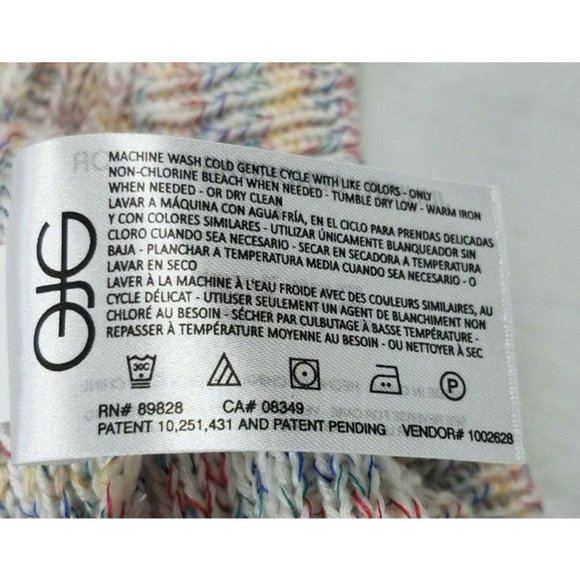 MACHINE WASH COLD GENTLE CYCLE WITH LIKE COLORS - ONLY
NON-CHLORINE BLEACH WHEN NEEDED - TUMBLE DRY LOW - WARM IRON
WHEN NEEDED - OR DRY CLEAN
LAVAR A MÁQUINA CON AGUA FRÍA, EN EL CICLO PARA PRENDAS DELICADAS
Y CON COLORES SIMILARES - UTILIZAR ÚNICAMENTE BLANQUEADOR SIN
CLORO CUANDO SEA NECESARIO - SECAR EN SECADORA A TEMPERATURA
BAJA - PLANCHAR A TEMPERATURA MEDIA CUANDO SEA NECESARIO - O
LAVAR EN SECO
LAVER À LA MACHINE À L'EAU FROIDE AVEC DES COULEURS SIMILAIRES, AU
CYCLE DÉLICAT - UTILISER SEULEMENT UN AGENT DE BLANCHIMENT NON
CHLORÉ AU BESOIN - SÉCHER PAR CULBUTAGE À BASSE TEMPÉRATURE -
REPASSER À TEMPÉRATURE MOYENNE AU BESOIN - OU NETTOYER À SEC
30C
P
RN# 89828 CA# 08349
PATENT 10,251,431 AND PATENT PENDING VENDOR# 1002628